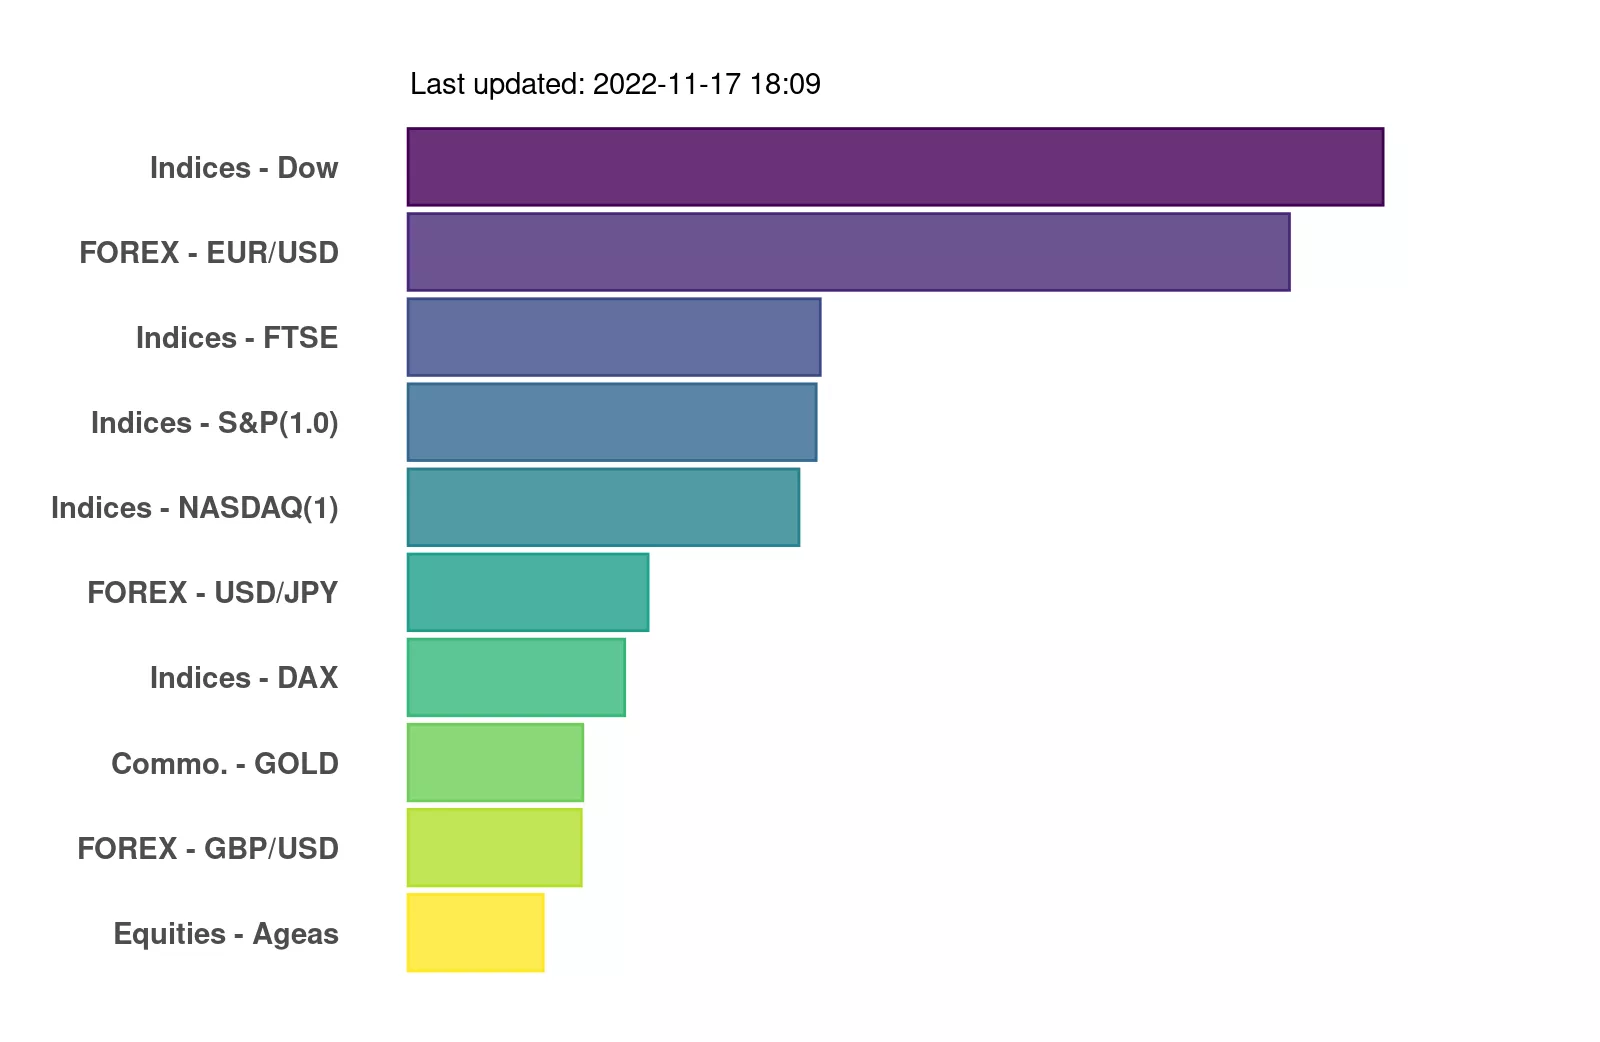 Last updated: 2022-11-17 18:09
Indices - Dow
FOREX - EUR/USD
Indices - FTSE
Indices - S&P(1.0)
Indices - NASDAQ(1)
FOREX - USD/JPY
Indices - DAX
Commo. - GOLD
FOREX - GBP/USD
Equities - Ageas